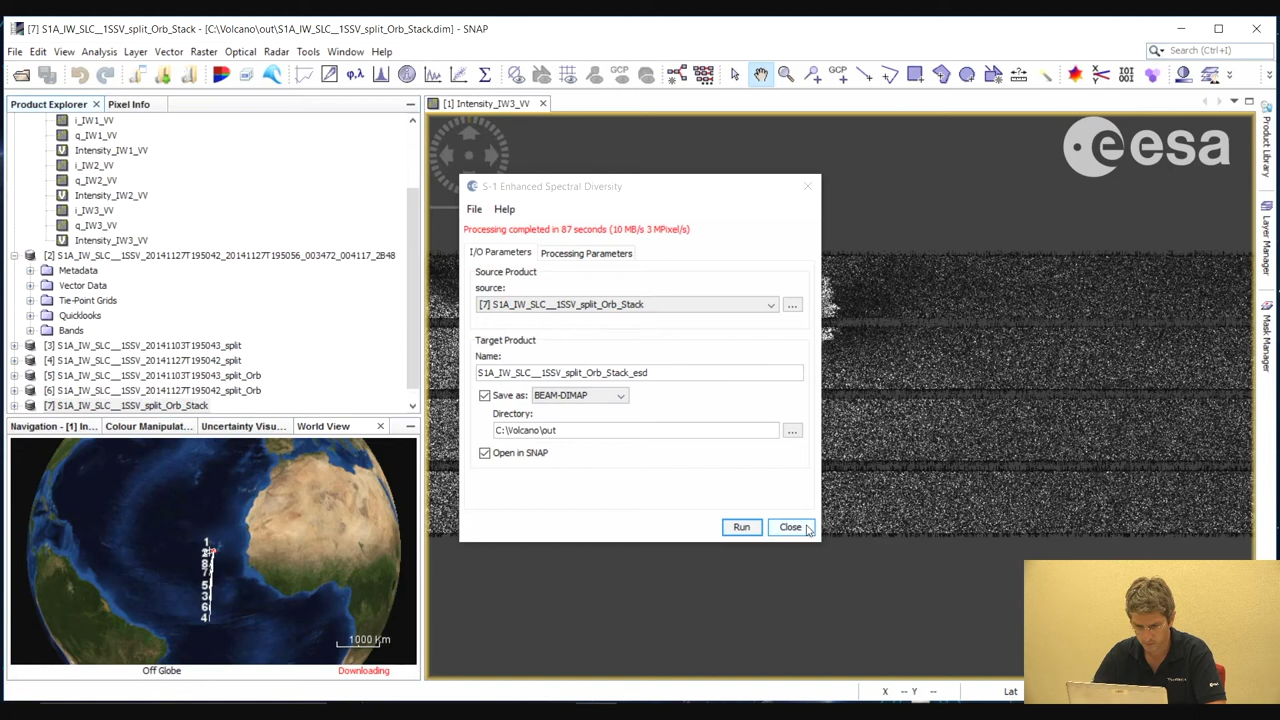 [7] S1A_IW_SLC__1SSV_split_Orb_Stack - [C:\Volcano\out\S1A_IW_SLC__1SSV_split_Orb_Stack.dim] - SNAP
File Edit View Analysis Layer Vector Raster Optical Radar Tools Window Help
Search (Ctrl+I)
GCP
Product Explorer Pixel Info
[1] Intensity_IW3_VV
i_IW1_VV
q_IW1_VV
Intensity_IW1_VV
i_IW2_VV
q_IW2_VV
Intensity_IW2_VV
i_IW3_VV
q_IW3_VV
Intensity_IW3_VV
[2] S1A_IW_SLC__1SSV_20141127T195042_20141127T195056_003472_004117_2B48
Metadata
Vector Data
Tie-Point Grids
Quicklooks
Bands
[3] S1A_IW_SLC__1SSV_20141103T195043_split
[4] S1A_IW_SLC__1SSV_20141127T195042_split
[5] S1A_IW_SLC__1SSV_20141103T195043_split_Orb
[6] S1A_IW_SLC__1SSV_20141127T195042_split_Orb
[7] S1A_IW_SLC__1SSV_split_Orb_Stack
Navigation - [1] In... Colour Manipulat... Uncertainty Visu... World View
1
5
3
6
4
1000 Km
Off Globe Downloading
esa
S-1 Enhanced Spectral Diversity
File Help
Processing completed in 87 seconds (10 MB/s 3 MPixel/s)
I/O Parameters Processing Parameters
Source Product
source:
[7] S1A_IW_SLC__1SSV_split_Orb_Stack
...
Target Product
Name:
S1A_IW_SLC__1SSV_split_Orb_Stack_esd
Save as: BEAM-DIMAP
Directory:
C:\Volcano\out
...
Open in SNAP
Run Close
Product Library
Layer Manager
Mask Manager
X -- Y -- Lat